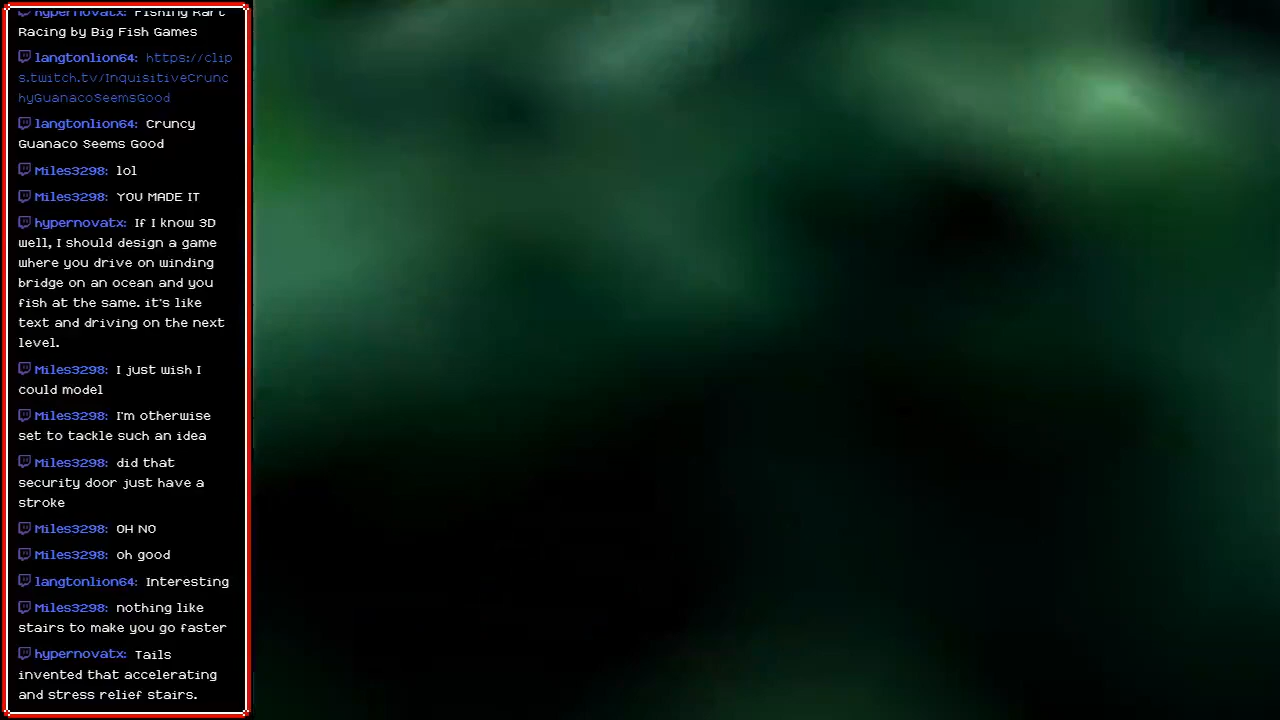 hypernovatx: Fishing Kart
Racing by Big Fish Games
langtonlion64: https://clip
s.twitch.tv/InquisitiveCrunc
hyGuanacoSeemsGood
langtonlion64: Cruncy
Guanaco Seems Good
Miles3298: lol
Miles3298: YOU MADE IT
hypernovatx: If I know 3D
well, I should design a game
where you drive on winding
bridge on an ocean and you
fish at the same. it's like
text and driving on the next
level.
Miles3298: I just wish I
could model
Miles3298: I'm otherwise
set to tackle such an idea
Miles3298: did that
security door just have a
stroke
Miles3298: OH NO
Miles3298: oh good
langtonlion64: Interesting
Miles3298: nothing like
stairs to make you go faster
hypernovatx: Tails
invented that accelerating
and stress relief stairs.